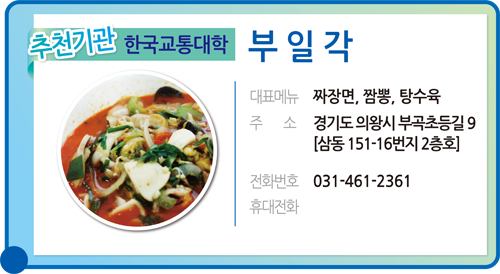 추천기관 한국교통대학 부일각
대표메뉴 짜장면, 짬뽕, 탕수육
주 소 경기도 의왕시 부곡초등길 9
[삼동 151-16번지 2층호]
전화번호 031-461-2361
휴대전화